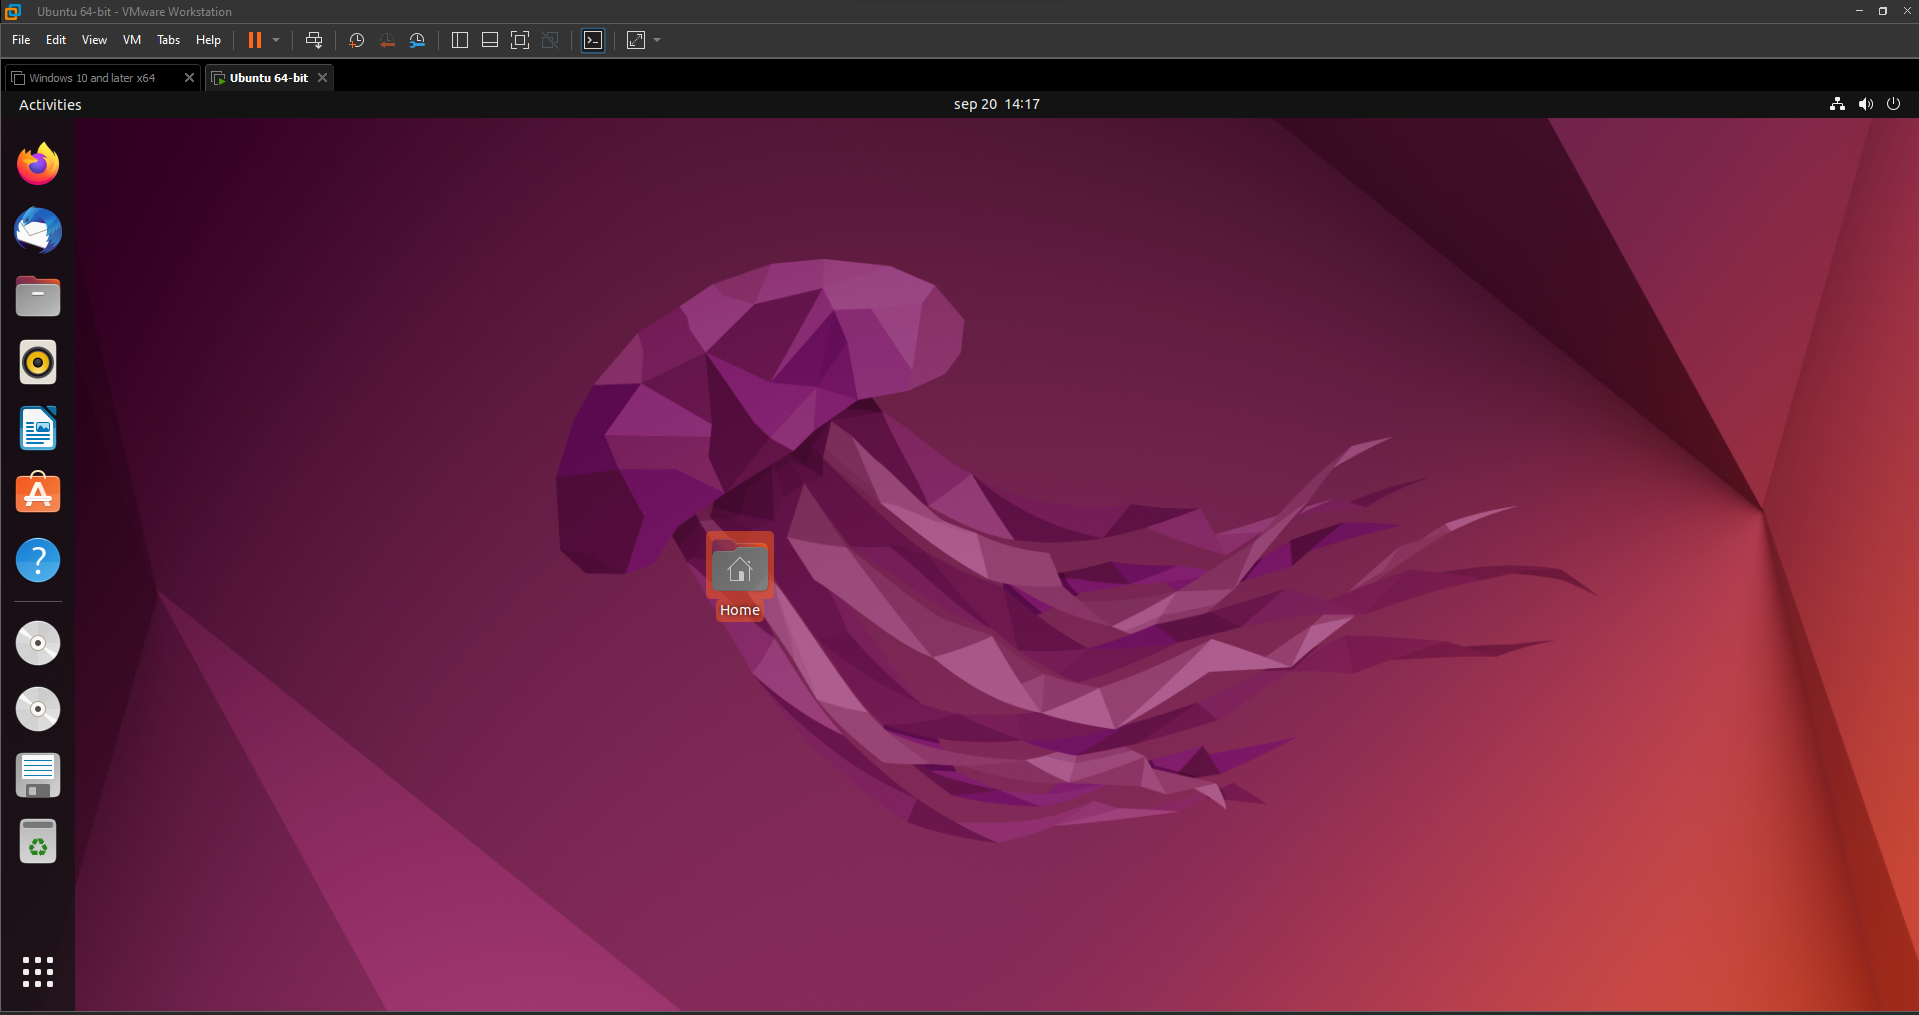 Ubuntu 64-bit - VMware Workstation
File Edit View VM Tabs Help
Windows 10 and later x64 Ubuntu 64-bit
Activities sep 20 14:17
Home